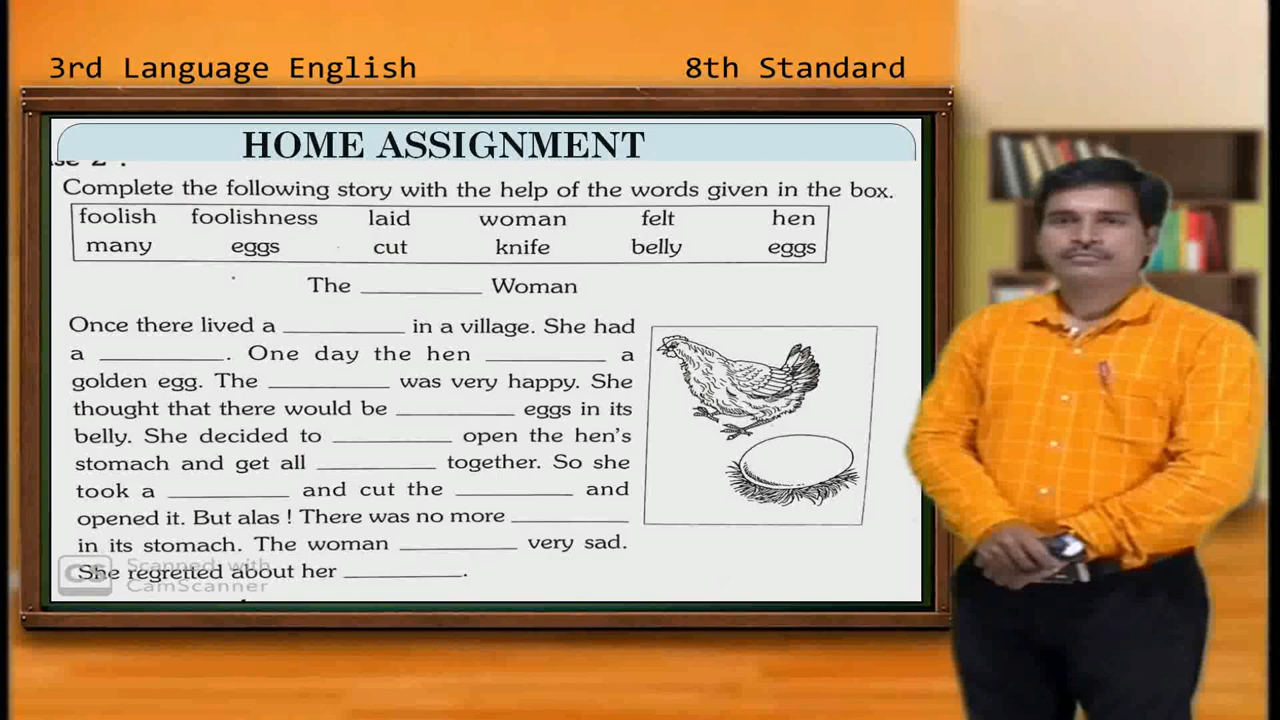 3rd Language English 8th Standard
HOME ASSIGNMENT
Complete the following story with the help of the words given in the box.
foolish foolishness laid woman felt hen
many eggs cut knife belly eggs
The __________ Woman
Once there lived a __________ in a village. She had
a __________. One day the hen __________ a
golden egg. The __________ was very happy. She
thought that there would be __________ eggs in its
belly. She decided to __________ open the hen's
stomach and get all __________ together. So she
took a __________ and cut the __________ and
opened it. But alas ! There was no more __________
in its stomach. The woman __________ very sad.
She regretted about her __________.
CS Scanned with
CamScanner